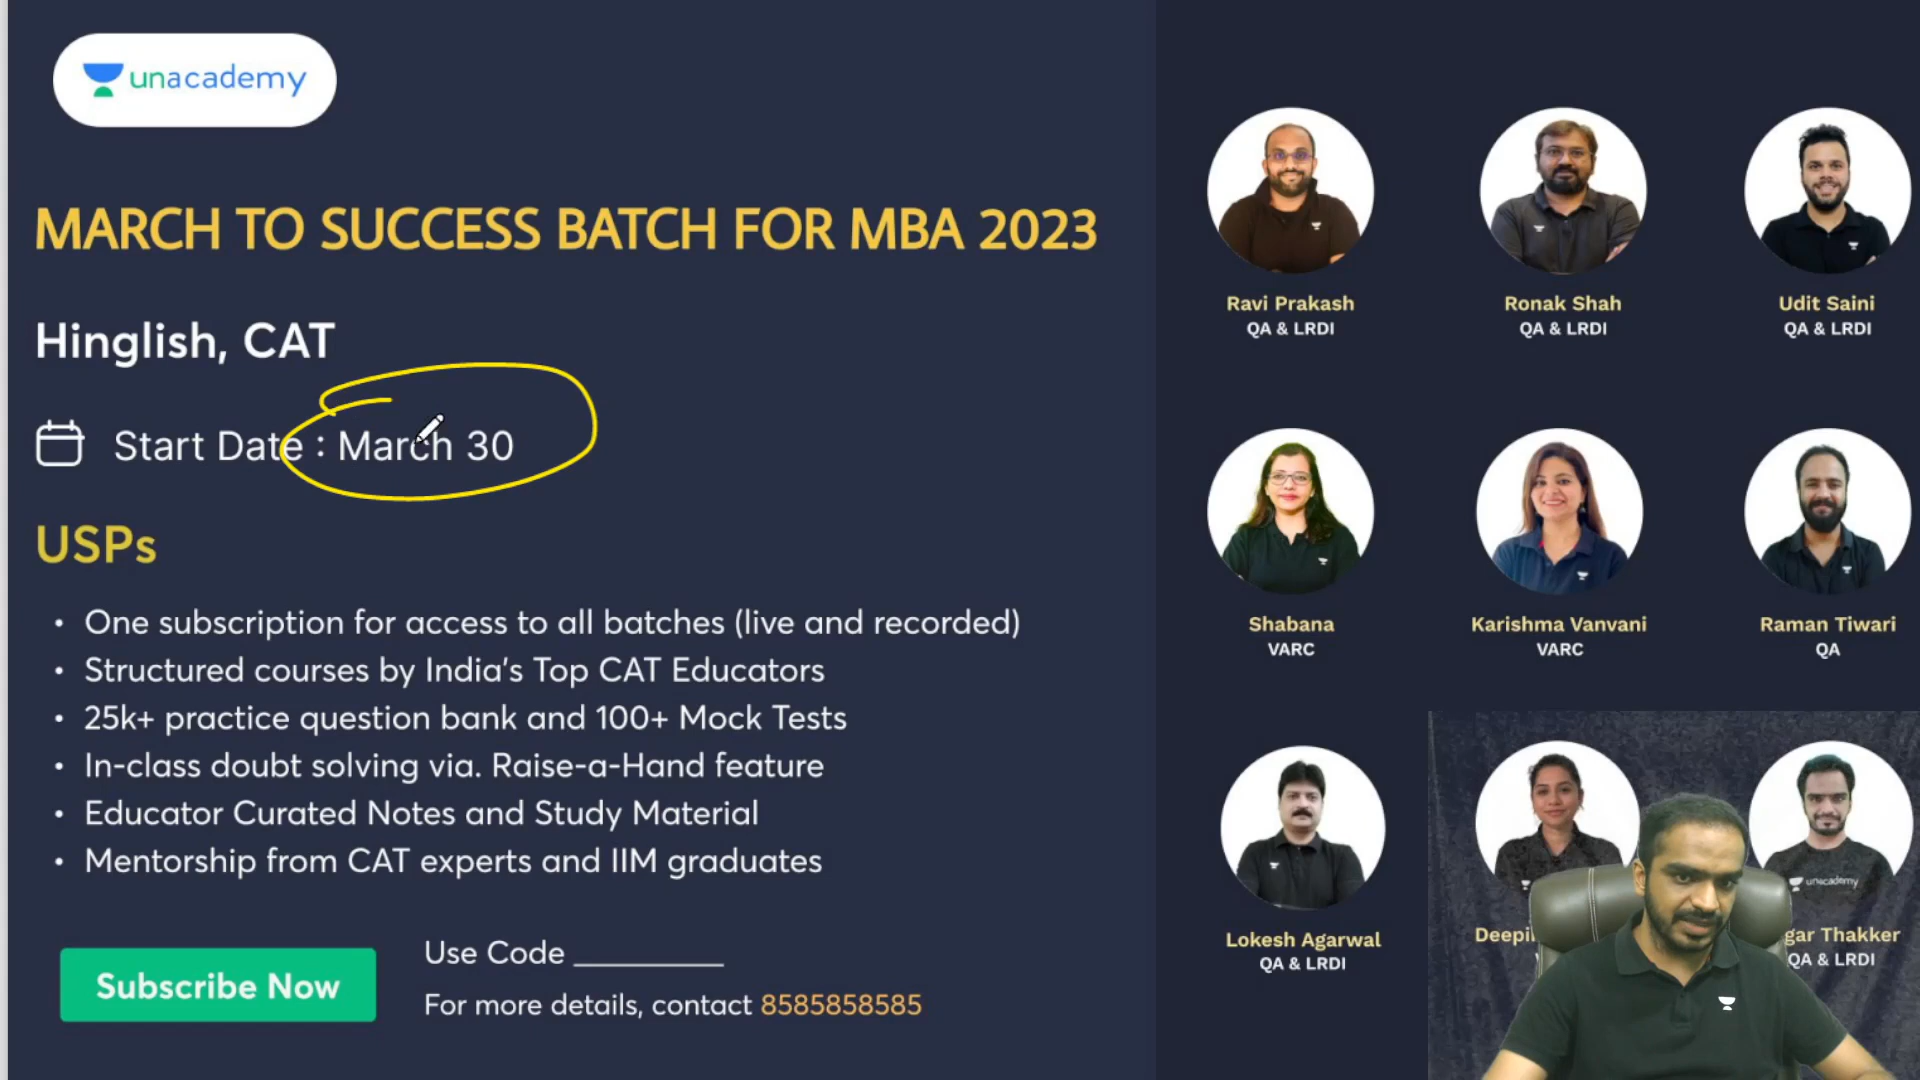 unacademy
MARCH TO SUCCESS BATCH FOR MBA 2023
Hinglish, CAT
Start Date : March 30
USPs
• One subscription for access to all batches (live and recorded)
• Structured courses by India's Top CAT Educators
• 25k+ practice question bank and 100+ Mock Tests
• In-class doubt solving via. Raise-a-Hand feature
• Educator Curated Notes and Study Material
• Mentorship from CAT experts and IIM graduates
Subscribe Now
Use Code __________
For more details, contact 8585858585
Ravi Prakash
QA & LRDI
Ronak Shah
QA & LRDI
Udit Saini
QA & LRDI
Shabana
VARC
Karishma Vanvani
VARC
Raman Tiwari
QA
Lokesh Agarwal
QA & LRDI
unacademy
Thakker
QA & LRDI